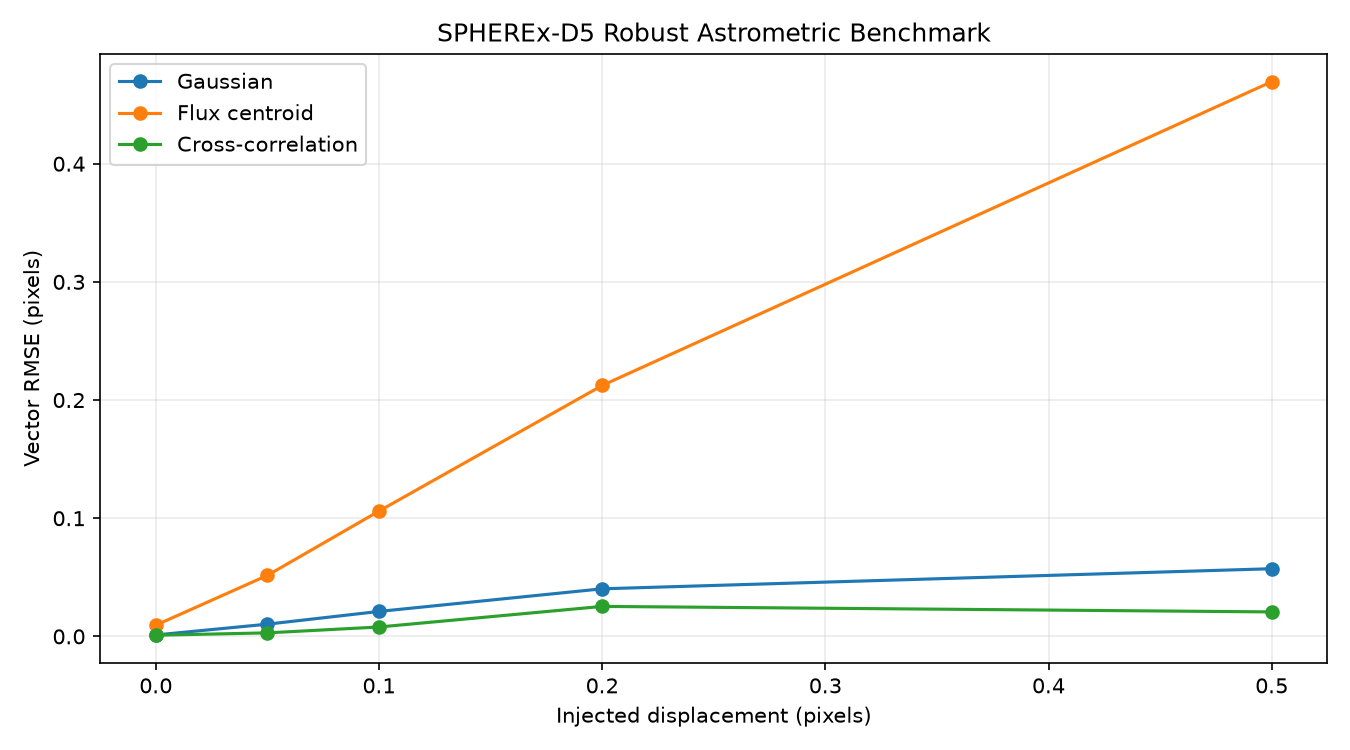 SPHEREx-D5 Robust Astrometric Benchmark
Gaussian
Flux centroid
Cross-correlation
Vector RMSE (pixels)
0.4
0.3
0.2
0.1
0.0
0.0 0.1 0.2 0.3 0.4 0.5
Injected displacement (pixels)